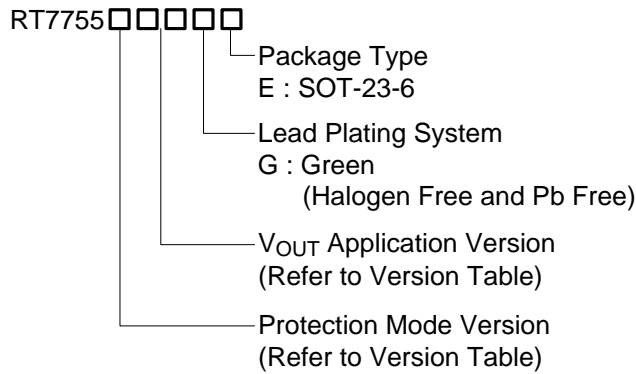 RT7755□□□□□
Package Type
E : SOT-23-6
Lead Plating System
G : Green
(Halogen Free and Pb Free)
VOUT Application Version
(Refer to Version Table)
Protection Mode Version
(Refer to Version Table)